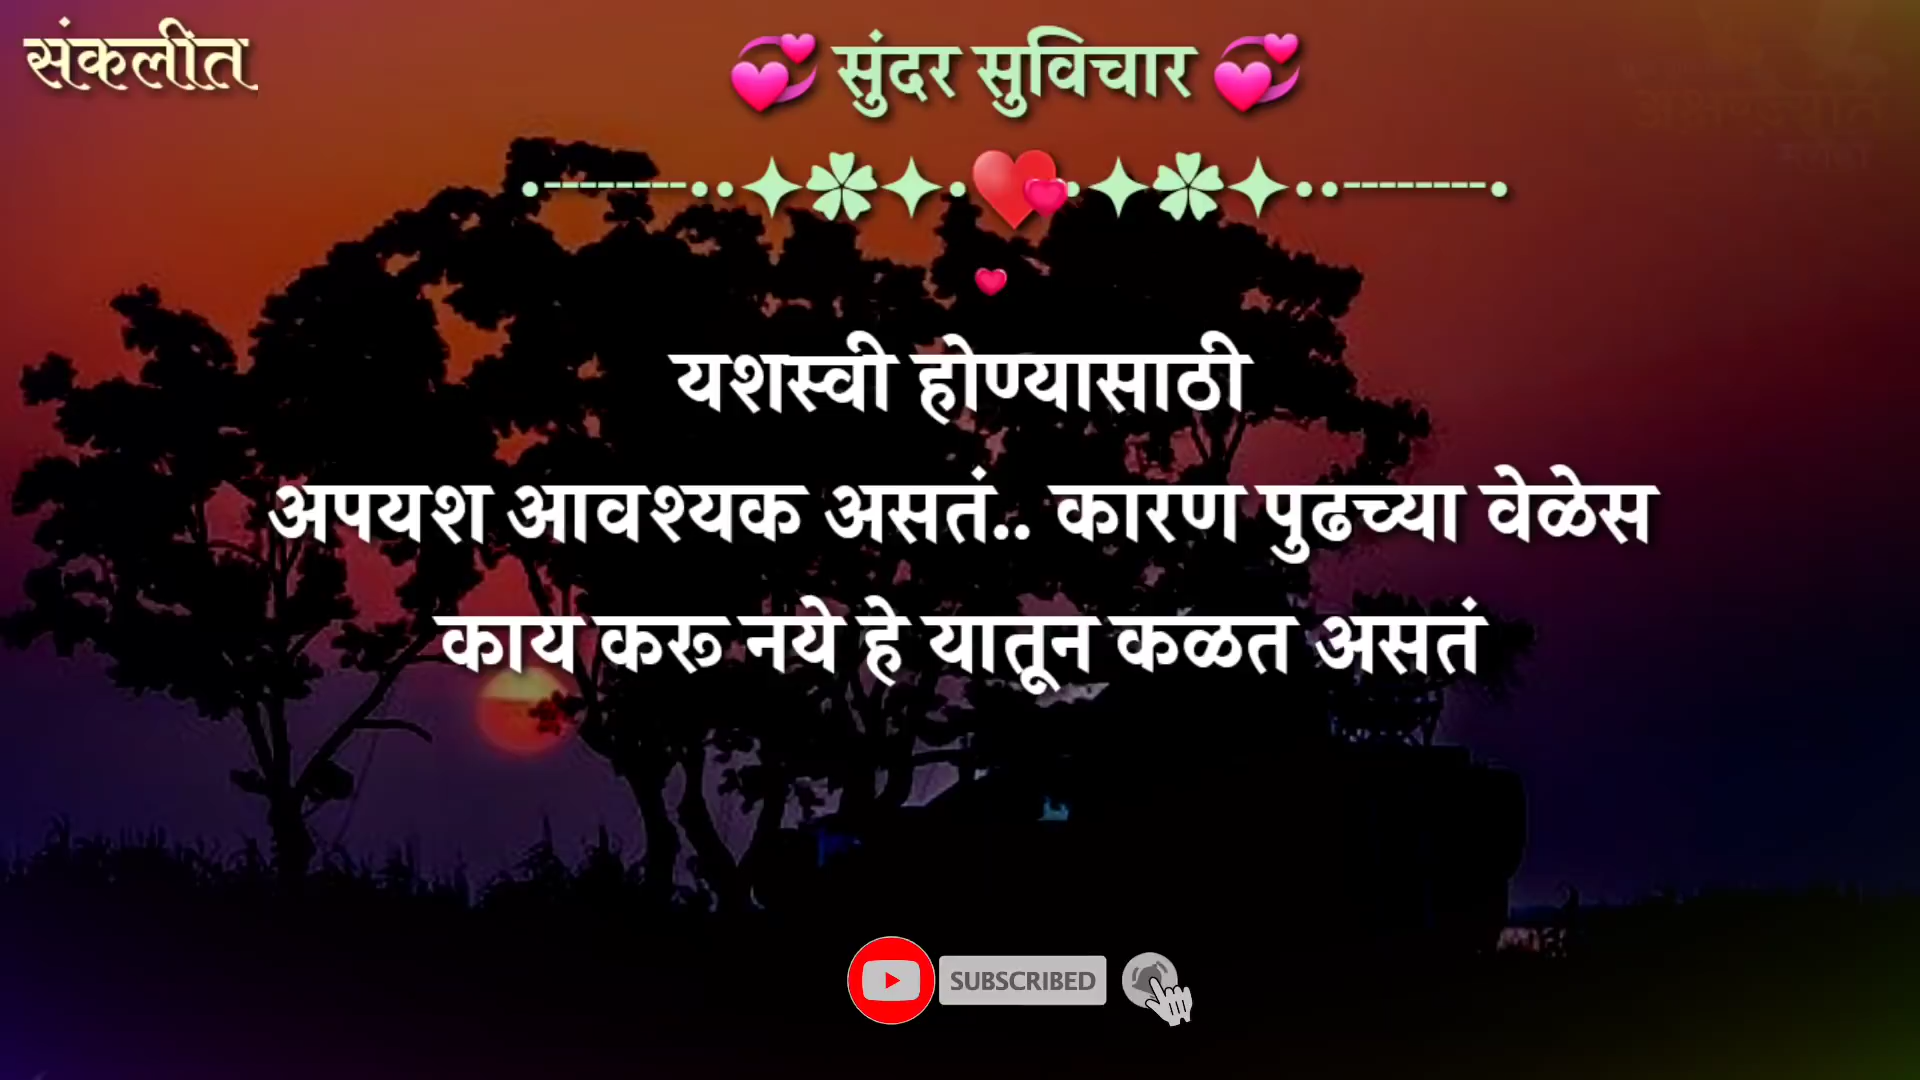 संकलीत
💞 सुंदर सुविचार 💞
यशस्वी होण्यासाठी
अपयश आवश्यक असतं.. कारण पुढच्या वेळेस
काय करू नये हे यातून कळत असतं
SUBSCRIBED